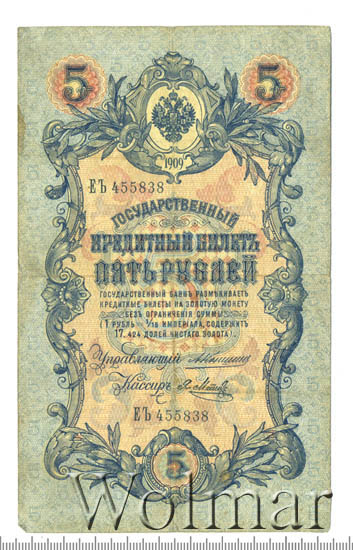 5 5
1909
ЕЪ 455838
ГОСУДАРСТВЕННЫЙ
КРЕДИТНЫЙ БИЛЕТЪ
ПЯТЬ РУБЛЕЙ
ГОСУДАРСТВЕННЫЙ БАНКЪ РАЗМѢНИВАЕТЪ
КРЕДИТНЫЕ БИЛЕТЫ НА ЗОЛОТУЮ МОНЕТУ
БЕЗЪ ОГРАНИЧЕНІЯ СУММЫ
(1 РУБЛЬ = 1/15 ИМПЕРІАЛА, СОДЕРЖИТЪ
17,424 ДОЛЕЙ ЧИСТАГО ЗОЛОТА)
Управляющій
Кассиръ
ЕЪ 455838
5
Wolmar